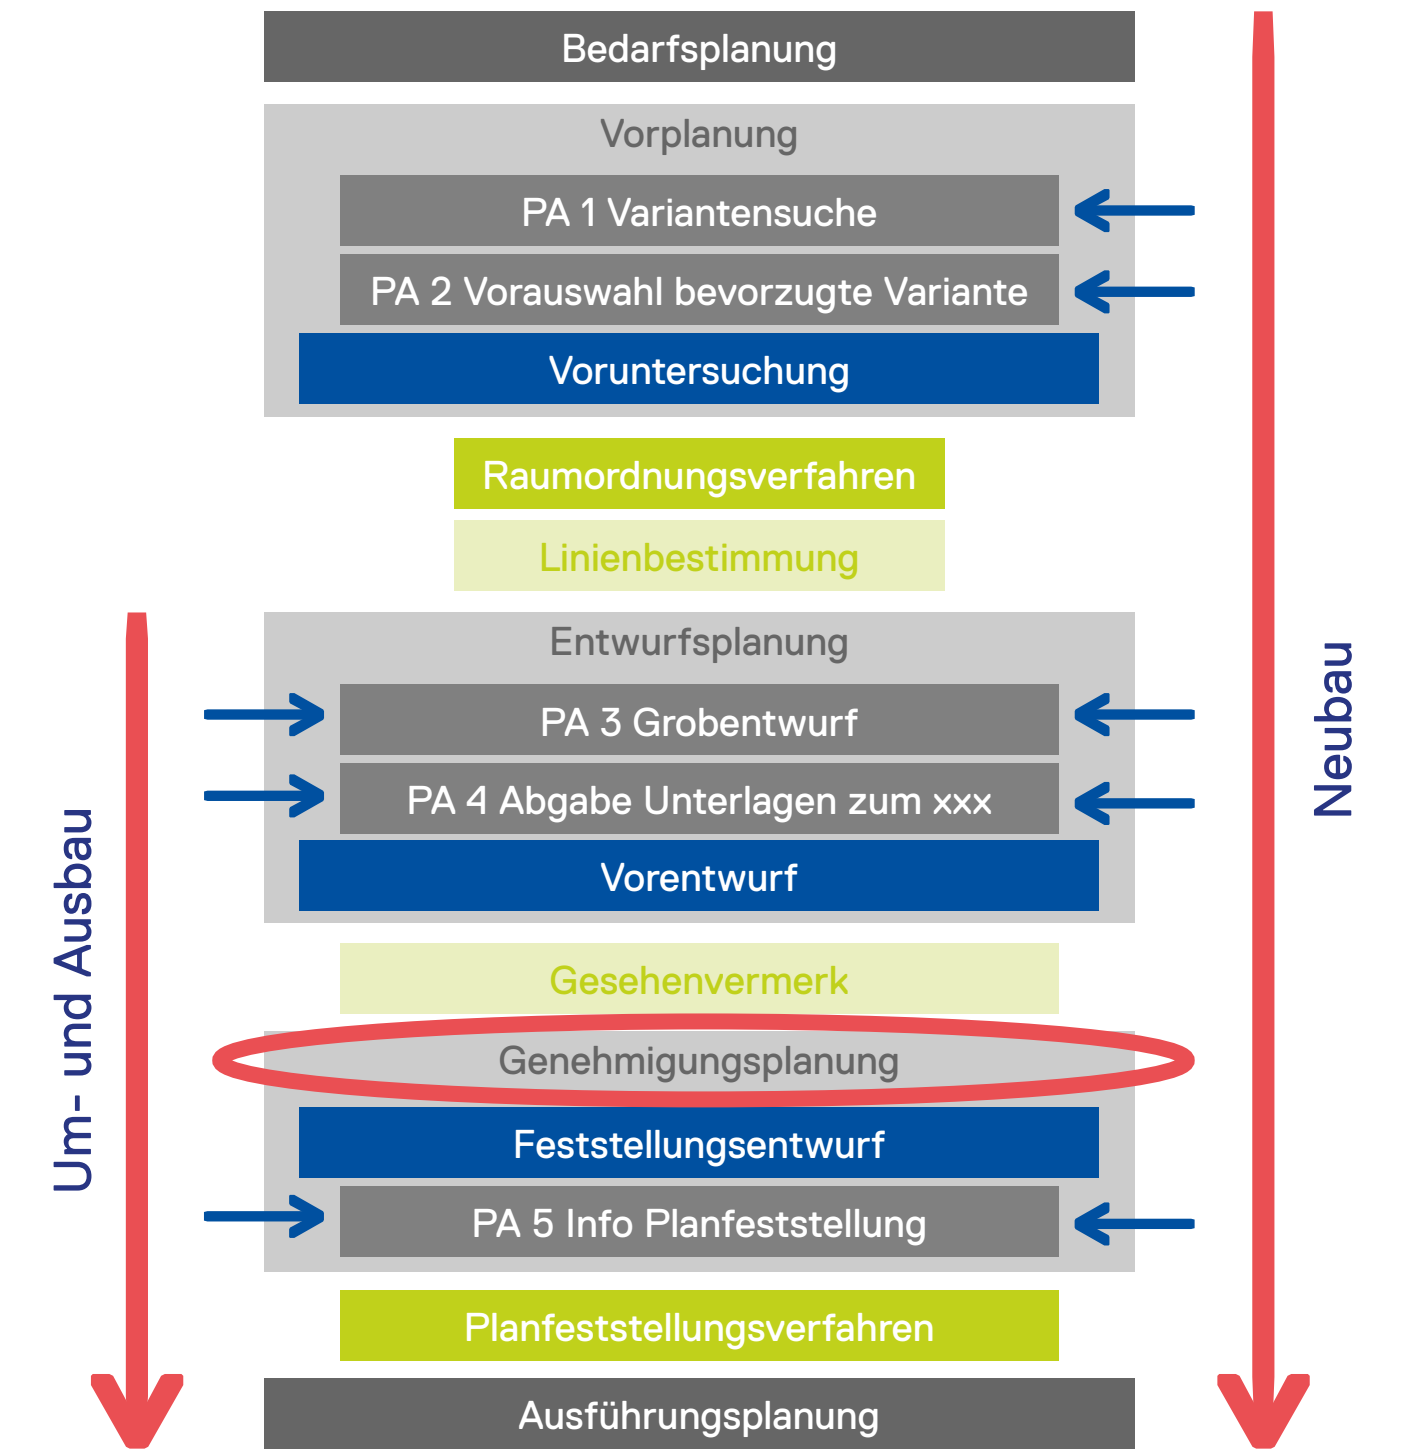 Bedarfsplanung
Vorplanung
PA 1 Variantensuche
PA 2 Vorauswahl bevorzugte Variante
Voruntersuchung
Raumordnungsverfahren
Linienbestimmung
Entwurfsplanung
PA 3 Grobentwurf
PA 4 Abgabe Unterlagen zum xxx
Vorentwurf
Gesehenvermerk
Genehmigungsplanung
Feststellungsentwurf
PA 5 Info Planfeststellung
Planfeststellungsverfahren
Ausführungsplanung
Um- und Ausbau
Neubau